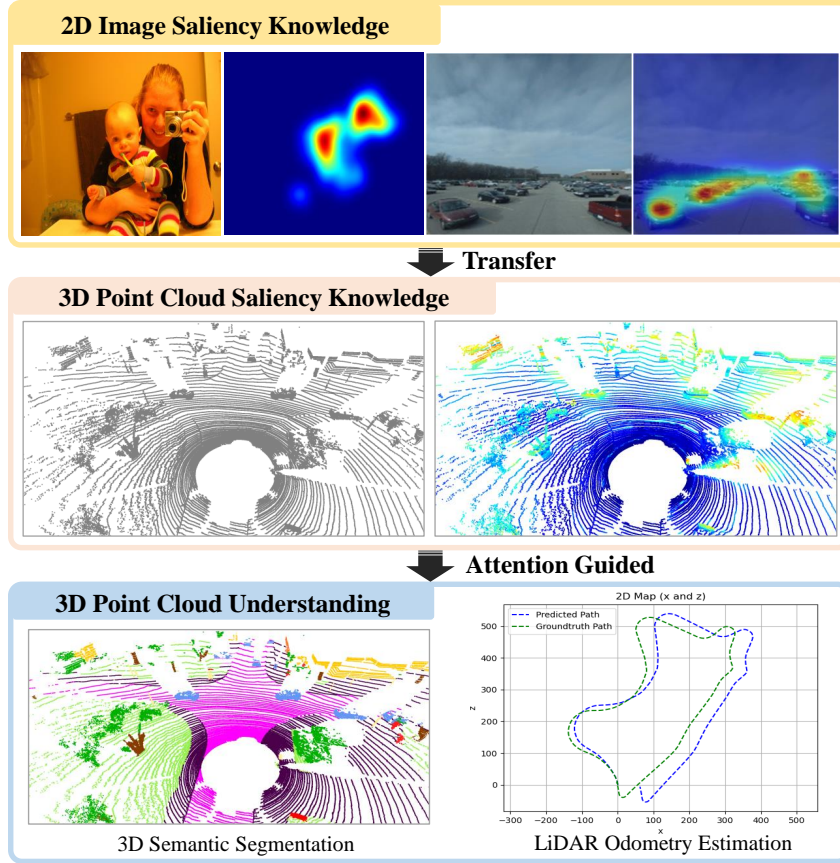 2D Image Saliency Knowledge
Transfer
3D Point Cloud Saliency Knowledge
Attention Guided
3D Point Cloud Understanding
2D Map (x and z)
Predicted Path
Groundtruth Path
500
400
300
200
100
0
z
−300 −200 −100 0 100 200 300 400 500
x
3D Semantic Segmentation
LiDAR Odometry Estimation